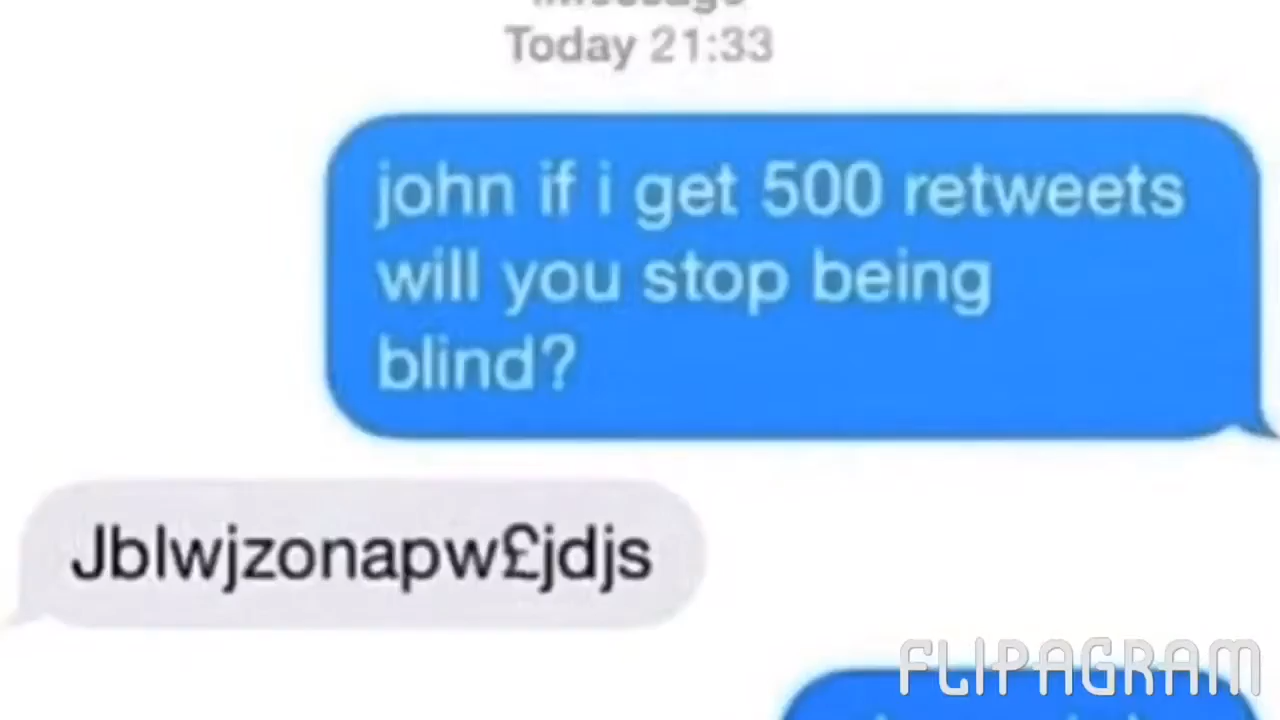 Today 21:33
john if i get 500 retweets
will you stop being
blind?
Jblwjzonapw£jdjs
FLIPAGRAM